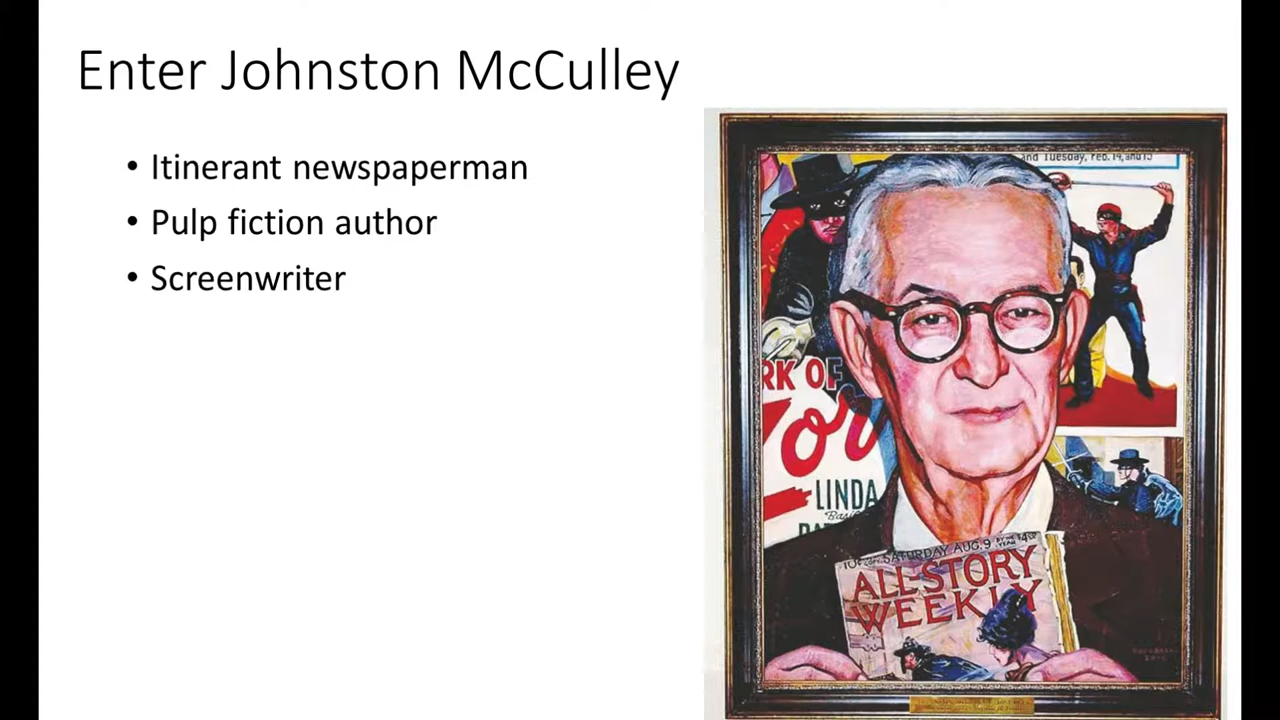 Enter Johnston McCulley
• Itinerant newspaperman
• Pulp fiction author
• Screenwriter
and Tuesday, Feb. 14, and 15
RK OF
Zor
LINDA
SATURDAY AUG. 9
ALL-STORY
WEEKLY